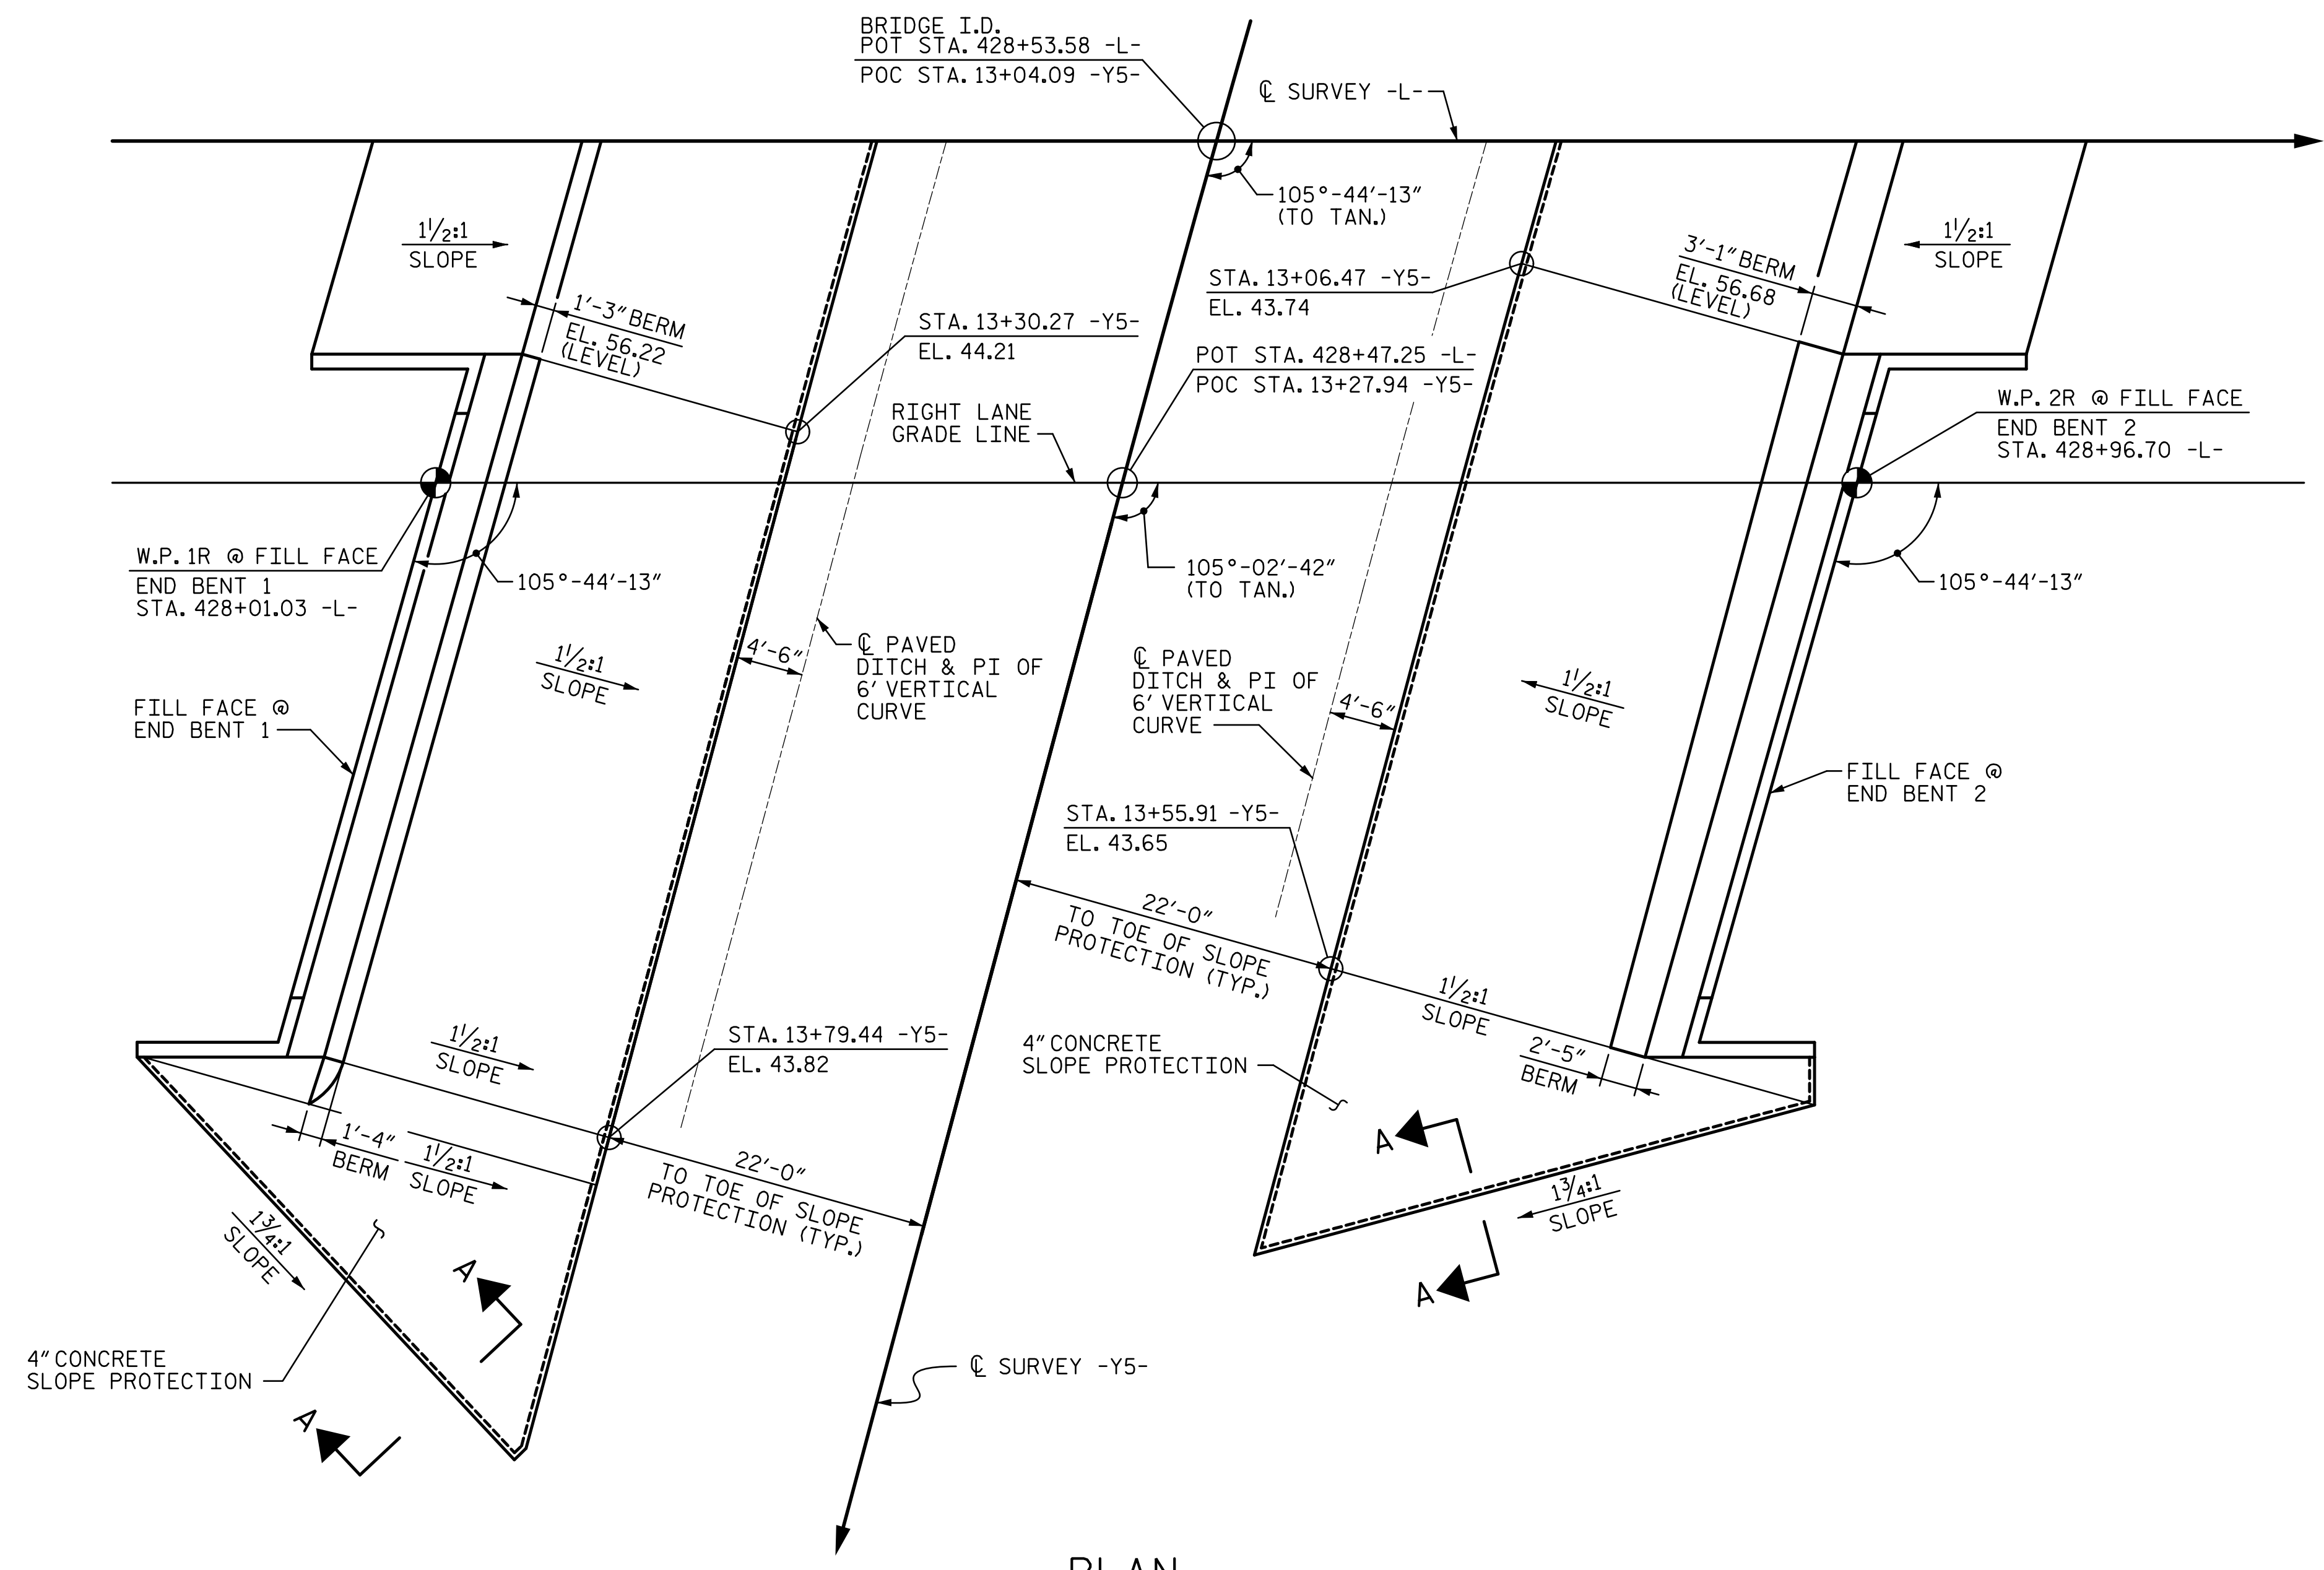 BRIDGE I.D.
POT STA. 428+53.58 -L-
POC STA. 13+04.09 -Y5-
℄ SURVEY -L-
105°-44'-13"
(TO TAN.)
1½:1
SLOPE
1½:1
SLOPE
3'-1" BERM
EL. 56.68
(LEVEL)
STA. 13+06.47 -Y5-
EL. 43.74
1'-3" BERM
EL. 56.22
(LEVEL)
STA. 13+30.27 -Y5-
EL. 44.21
POT STA. 428+47.25 -L-
POC STA. 13+27.94 -Y5-
RIGHT LANE
GRADE LINE
W.P. 2R @ FILL FACE
END BENT 2
STA. 428+96.70 -L-
W.P. 1R @ FILL FACE
END BENT 1
STA. 428+01.03 -L-
105°-44'-13"
105°-02'-42"
(TO TAN.)
105°-44'-13"
1½:1
SLOPE
4'-6"
℄ PAVED
DITCH & PI OF
6' VERTICAL
CURVE
℄ PAVED
DITCH & PI OF
6' VERTICAL
CURVE
4'-6"
1½:1
SLOPE
FILL FACE @
END BENT 1
FILL FACE @
END BENT 2
STA. 13+55.91 -Y5-
EL. 43.65
22'-0"
TO TOE OF SLOPE
PROTECTION (TYP.)
1½:1
SLOPE
1½:1
SLOPE
STA. 13+79.44 -Y5-
EL. 43.82
4" CONCRETE
SLOPE PROTECTION
2'-5"
BERM
1'-4"
BERM
1½:1
SLOPE
22'-0"
TO TOE OF SLOPE
PROTECTION (TYP.)
A
1¾:1
SLOPE
1¾:1
SLOPE
A
A
4" CONCRETE
SLOPE PROTECTION
℄ SURVEY -Y5-
A
PLAN